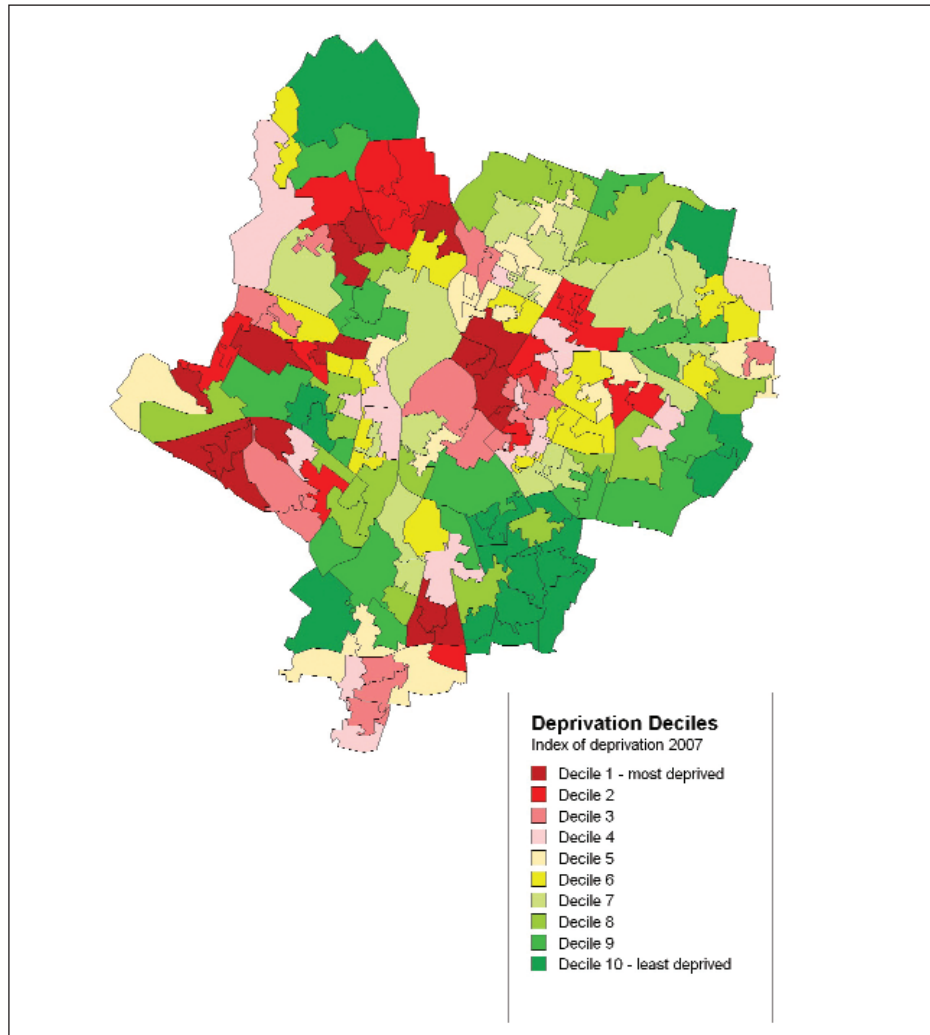 Deprivation Deciles
Index of deprivation 2007
Decile 1 - most deprived
Decile 2
Decile 3
Decile 4
Decile 5
Decile 6
Decile 7
Decile 8
Decile 9
Decile 10 - least deprived